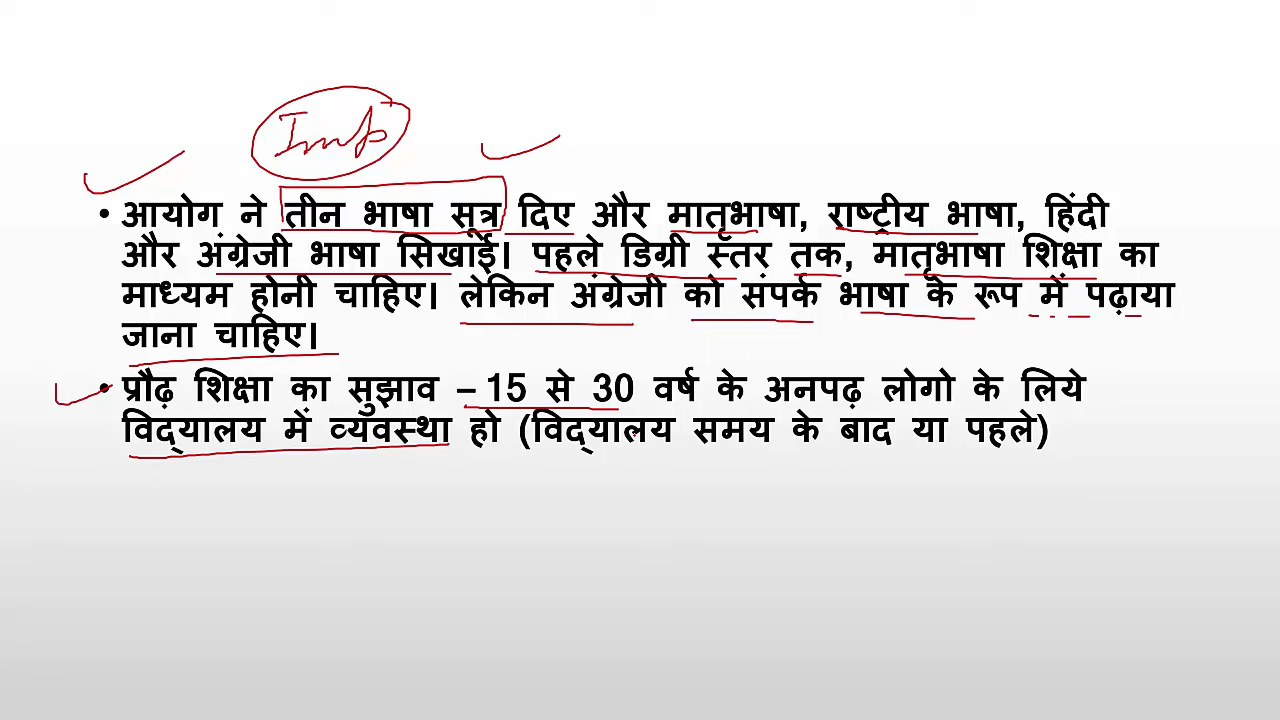 Imp
• आयोग ने तीन भाषा सूत्र दिए और मातृभाषा, राष्ट्रीय भाषा, हिंदी
और अंग्रेजी भाषा सिखाई। पहले डिग्री स्तर तक, मातृभाषा शिक्षा का
माध्यम होनी चाहिए। लेकिन अंग्रेजी को संपर्क भाषा के रूप में पढ़ाया
जाना चाहिए।
• प्रौढ़ शिक्षा का सुझाव – 15 से 30 वर्ष के अनपढ़ लोगो के लिये
विद्यालय में व्यवस्था हो (विद्यालय समय के बाद या पहले)